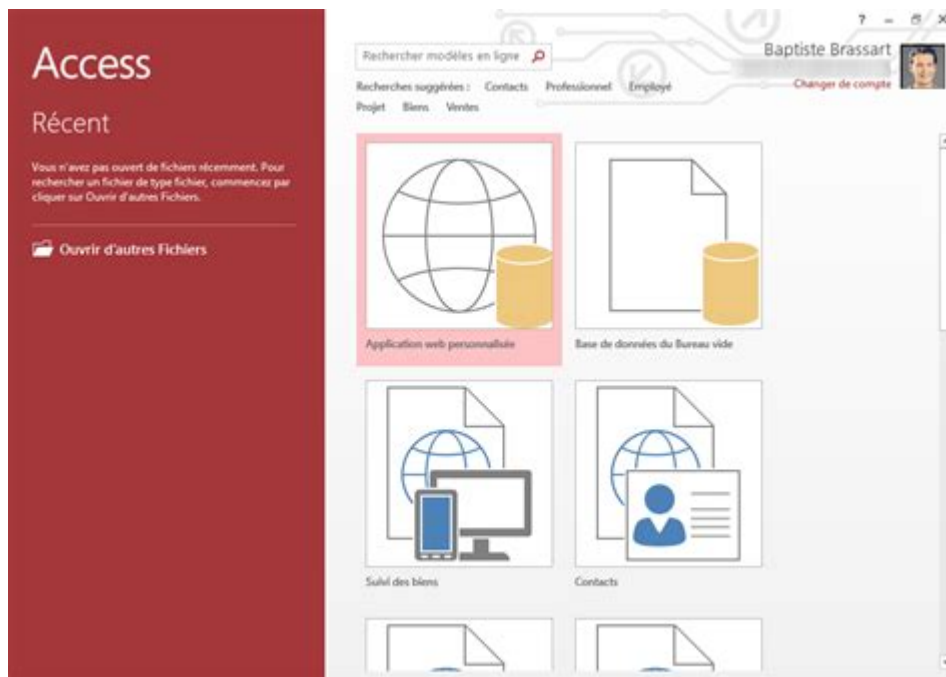 Access
Récent
Vous n'avez pas ouvert de fichiers récemment. Pour
rechercher un fichier de type fichier, commencez par
cliquer sur Ouvrir d'autres Fichiers.
Ouvrir d'autres Fichiers
?
Rechercher modèles en ligne
Baptiste Brassart
Changer de compte
Recherches suggérées : Contacts Professionnel Employé
Projet Biens Ventes
Application web personnalisée
Base de données du Bureau vide
Suivi des biens
Contacts